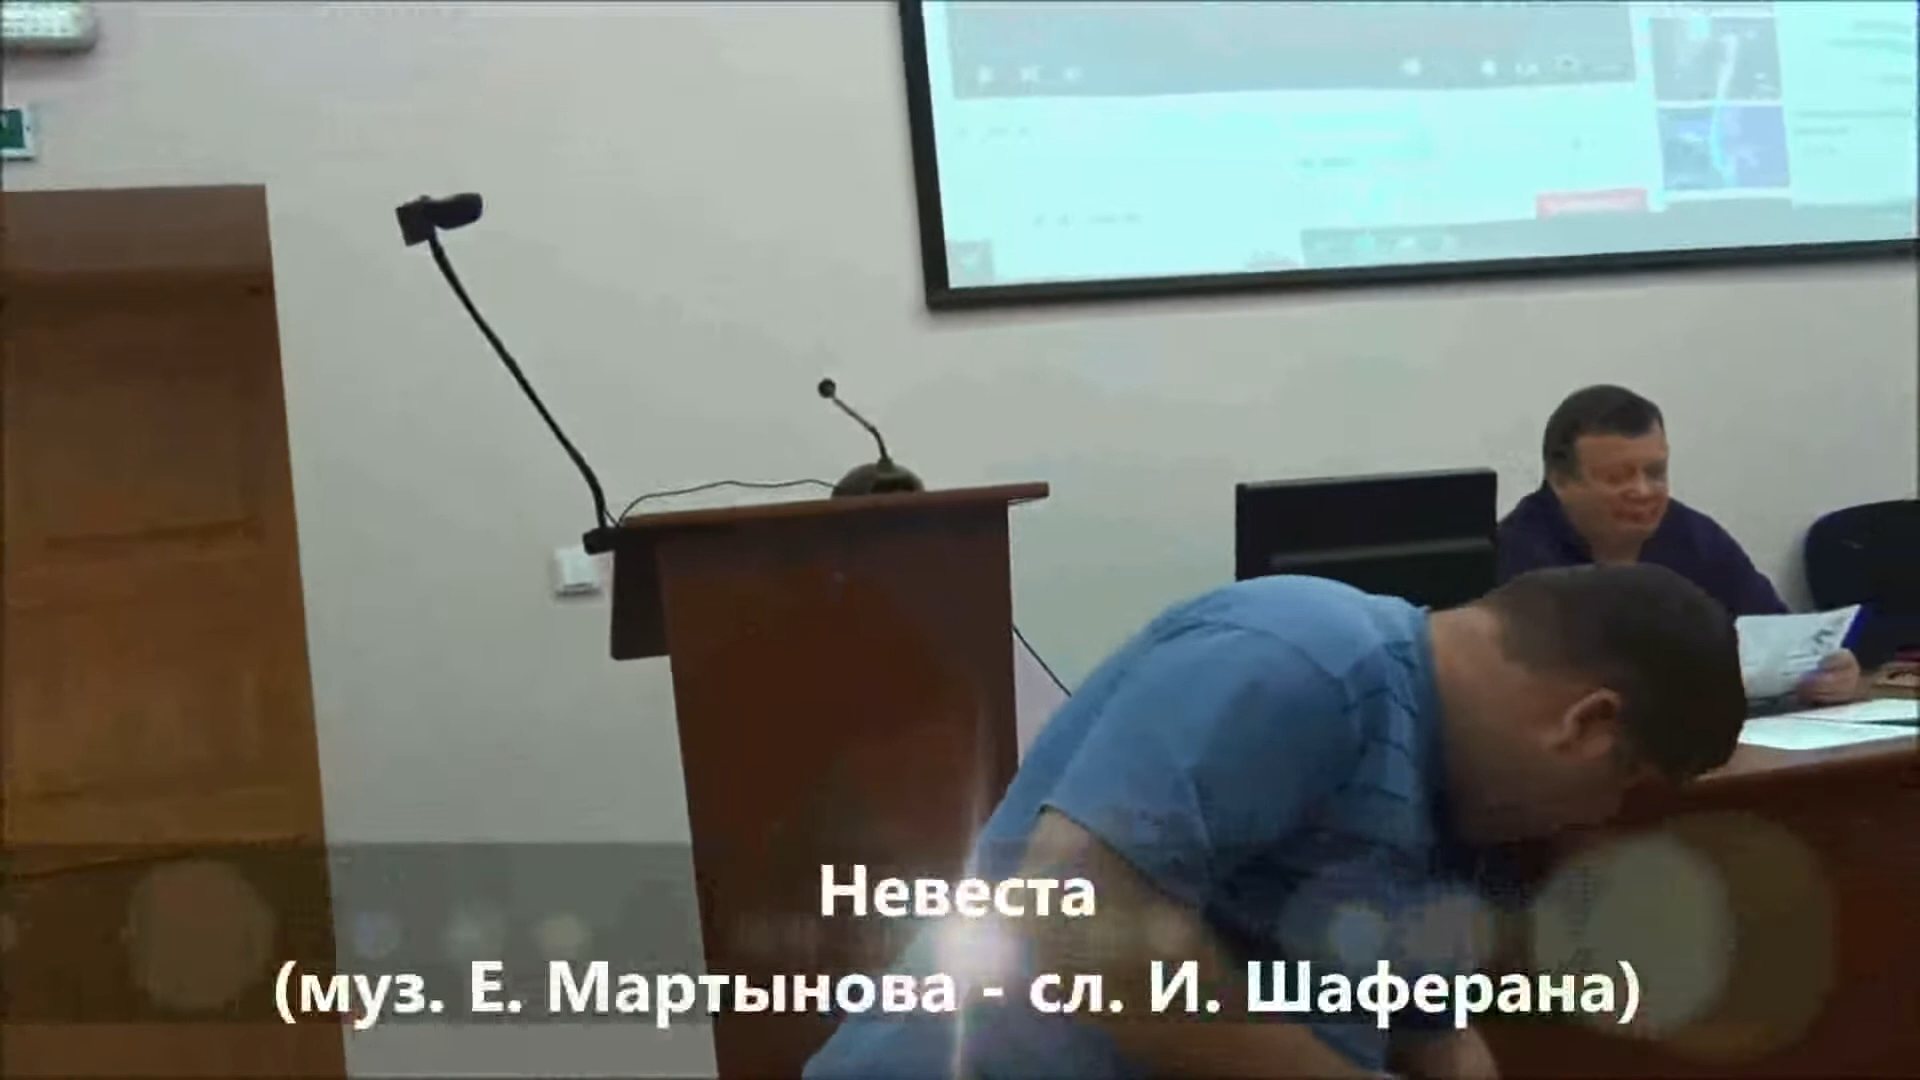 Невеста
(муз. Е. Мартынова - сл. И. Шаферана)